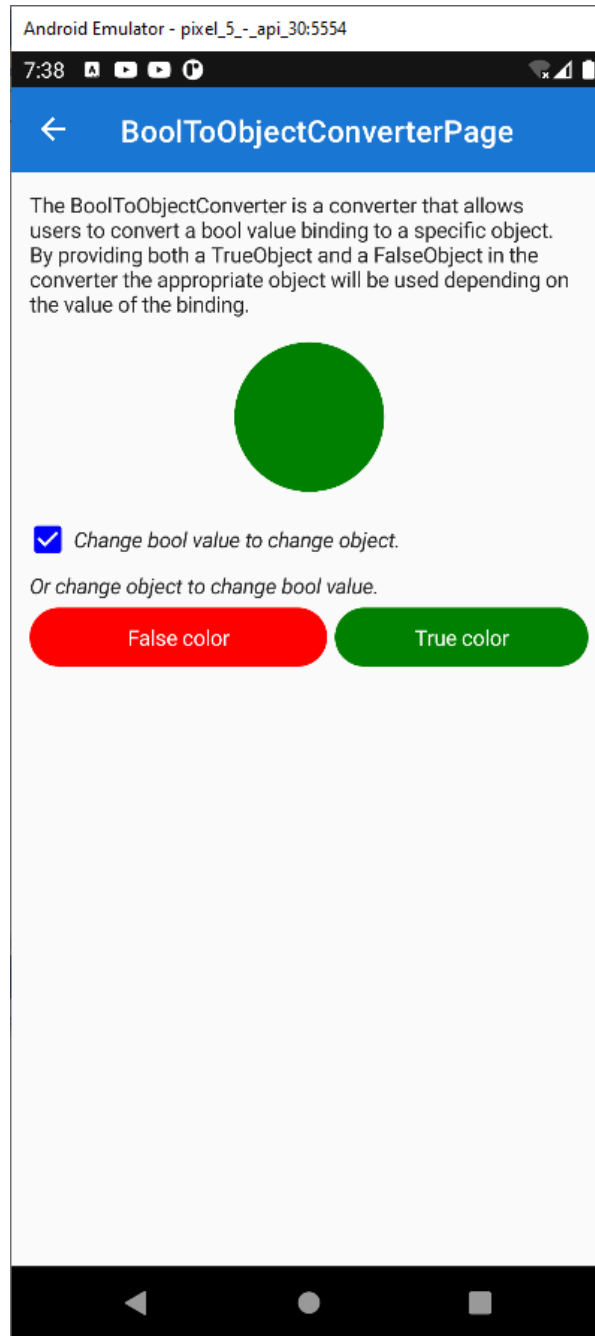 Android Emulator - pixel_5_-_api_30:5554
7:38
BoolToObjectConverterPage
The BoolToObjectConverter is a converter that allows
users to convert a bool value binding to a specific object.
By providing both a TrueObject and a FalseObject in the
converter the appropriate object will be used depending on
the value of the binding.
Change bool value to change object.
Or change object to change bool value.
False color True color